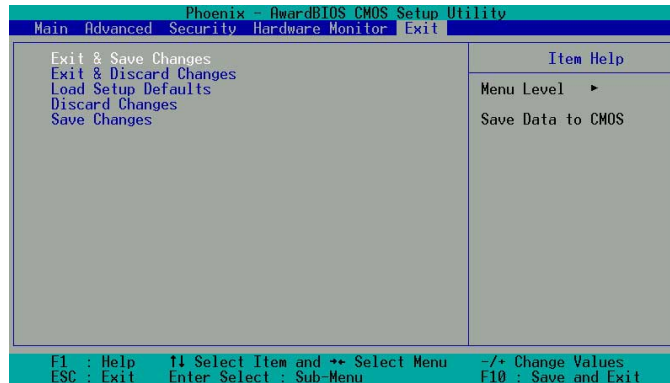 Phoenix - AwardBIOS CMOS Setup Utility
Main Advanced Security Hardware Monitor Exit
Exit & Save Changes
Exit & Discard Changes
Load Setup Defaults
Discard Changes
Save Changes
Item Help
Menu Level ►
Save Data to CMOS
F1 : Help ↑↓ Select Item and →← Select Menu -/+ Change Values
ESC : Exit Enter Select : Sub-Menu F10 : Save and Exit